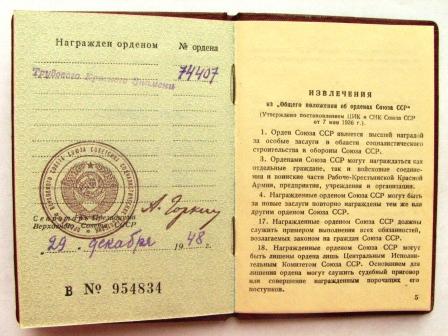 Награжден орденом № ордена
Трудового Красного Знамени 74407
Секретарь Президиума
Верховного Совета СССР
А. Горкин
29 декабря 1948 г.
В № 954834
ИЗВЛЕЧЕНИЯ
из „Общего положения об орденах Союза ССР“
(Утверждено постановлением ЦИК и СНК Союза ССР
от 7 мая 1936 г.)
1. Орден Союза ССР является высшей наградой
за особые заслуги в области социалистического
строительства и обороны Союза ССР.
3. Орденами Союза ССР могут награждаться как
отдельные граждане, так и войсковые соедине-
ния и воинские части Рабоче-Крестьянской Красной
Армии, предприятия, учреждения и организации.
4. Награжденные орденом Союза ССР могут быть
за новые заслуги повторно награждены тем же или
другим орденом Союза ССР.
17. Награжденные орденом Союза ССР должны
служить примером выполнения всех обязанностей,
возлагаемых законом на граждан Союза ССР.
18. Награжденные орденом Союза ССР могут
быть лишены ордена лишь Центральным Исполни-
тельным Комитетом Союза ССР. Основанием для
лишения ордена могут служить судебный приговор
или совершение награжденным порочащих его
поступков.
5